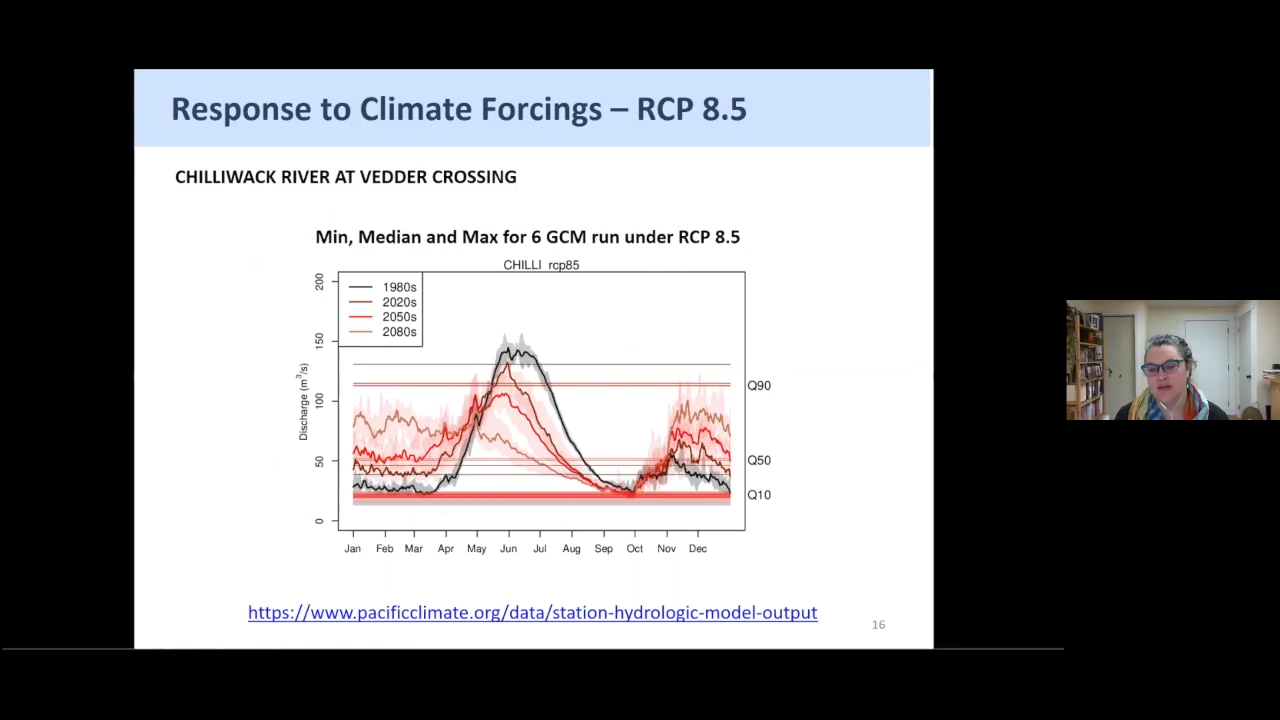 Response to Climate Forcings – RCP 8.5
CHILLIWACK RIVER AT VEDDER CROSSING
Min, Median and Max for 6 GCM run under RCP 8.5
CHILLI rcp85
1980s
2020s
2050s
2080s
Discharge (m³/s)
200
150
100
50
0
Q90
Q50
Q10
Jan Feb Mar Apr May Jun Jul Aug Sep Oct Nov Dec
https://www.pacificclimate.org/data/station-hydrologic-model-output
16